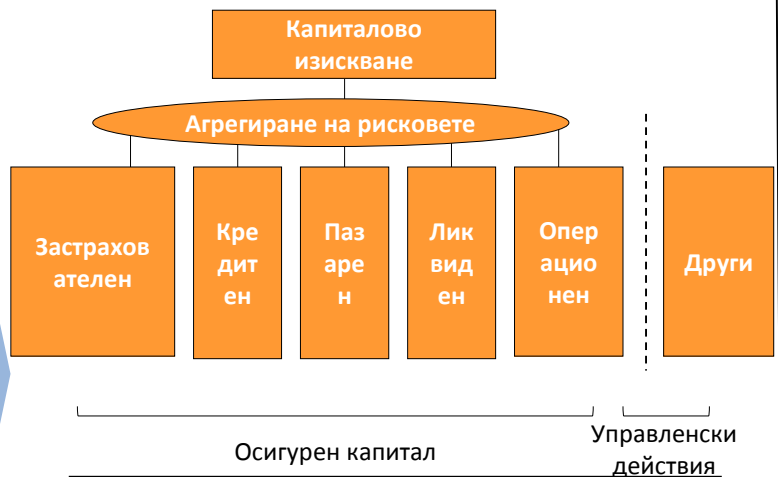 Капиталово
изискване
Агрегиране на рисковете
Застрахов
ателен
Кре
дит
ен
Паз
аре
н
Лик
вид
ен
Опер
ацио
нен
Други
Осигурен капитал
Управленски
действия